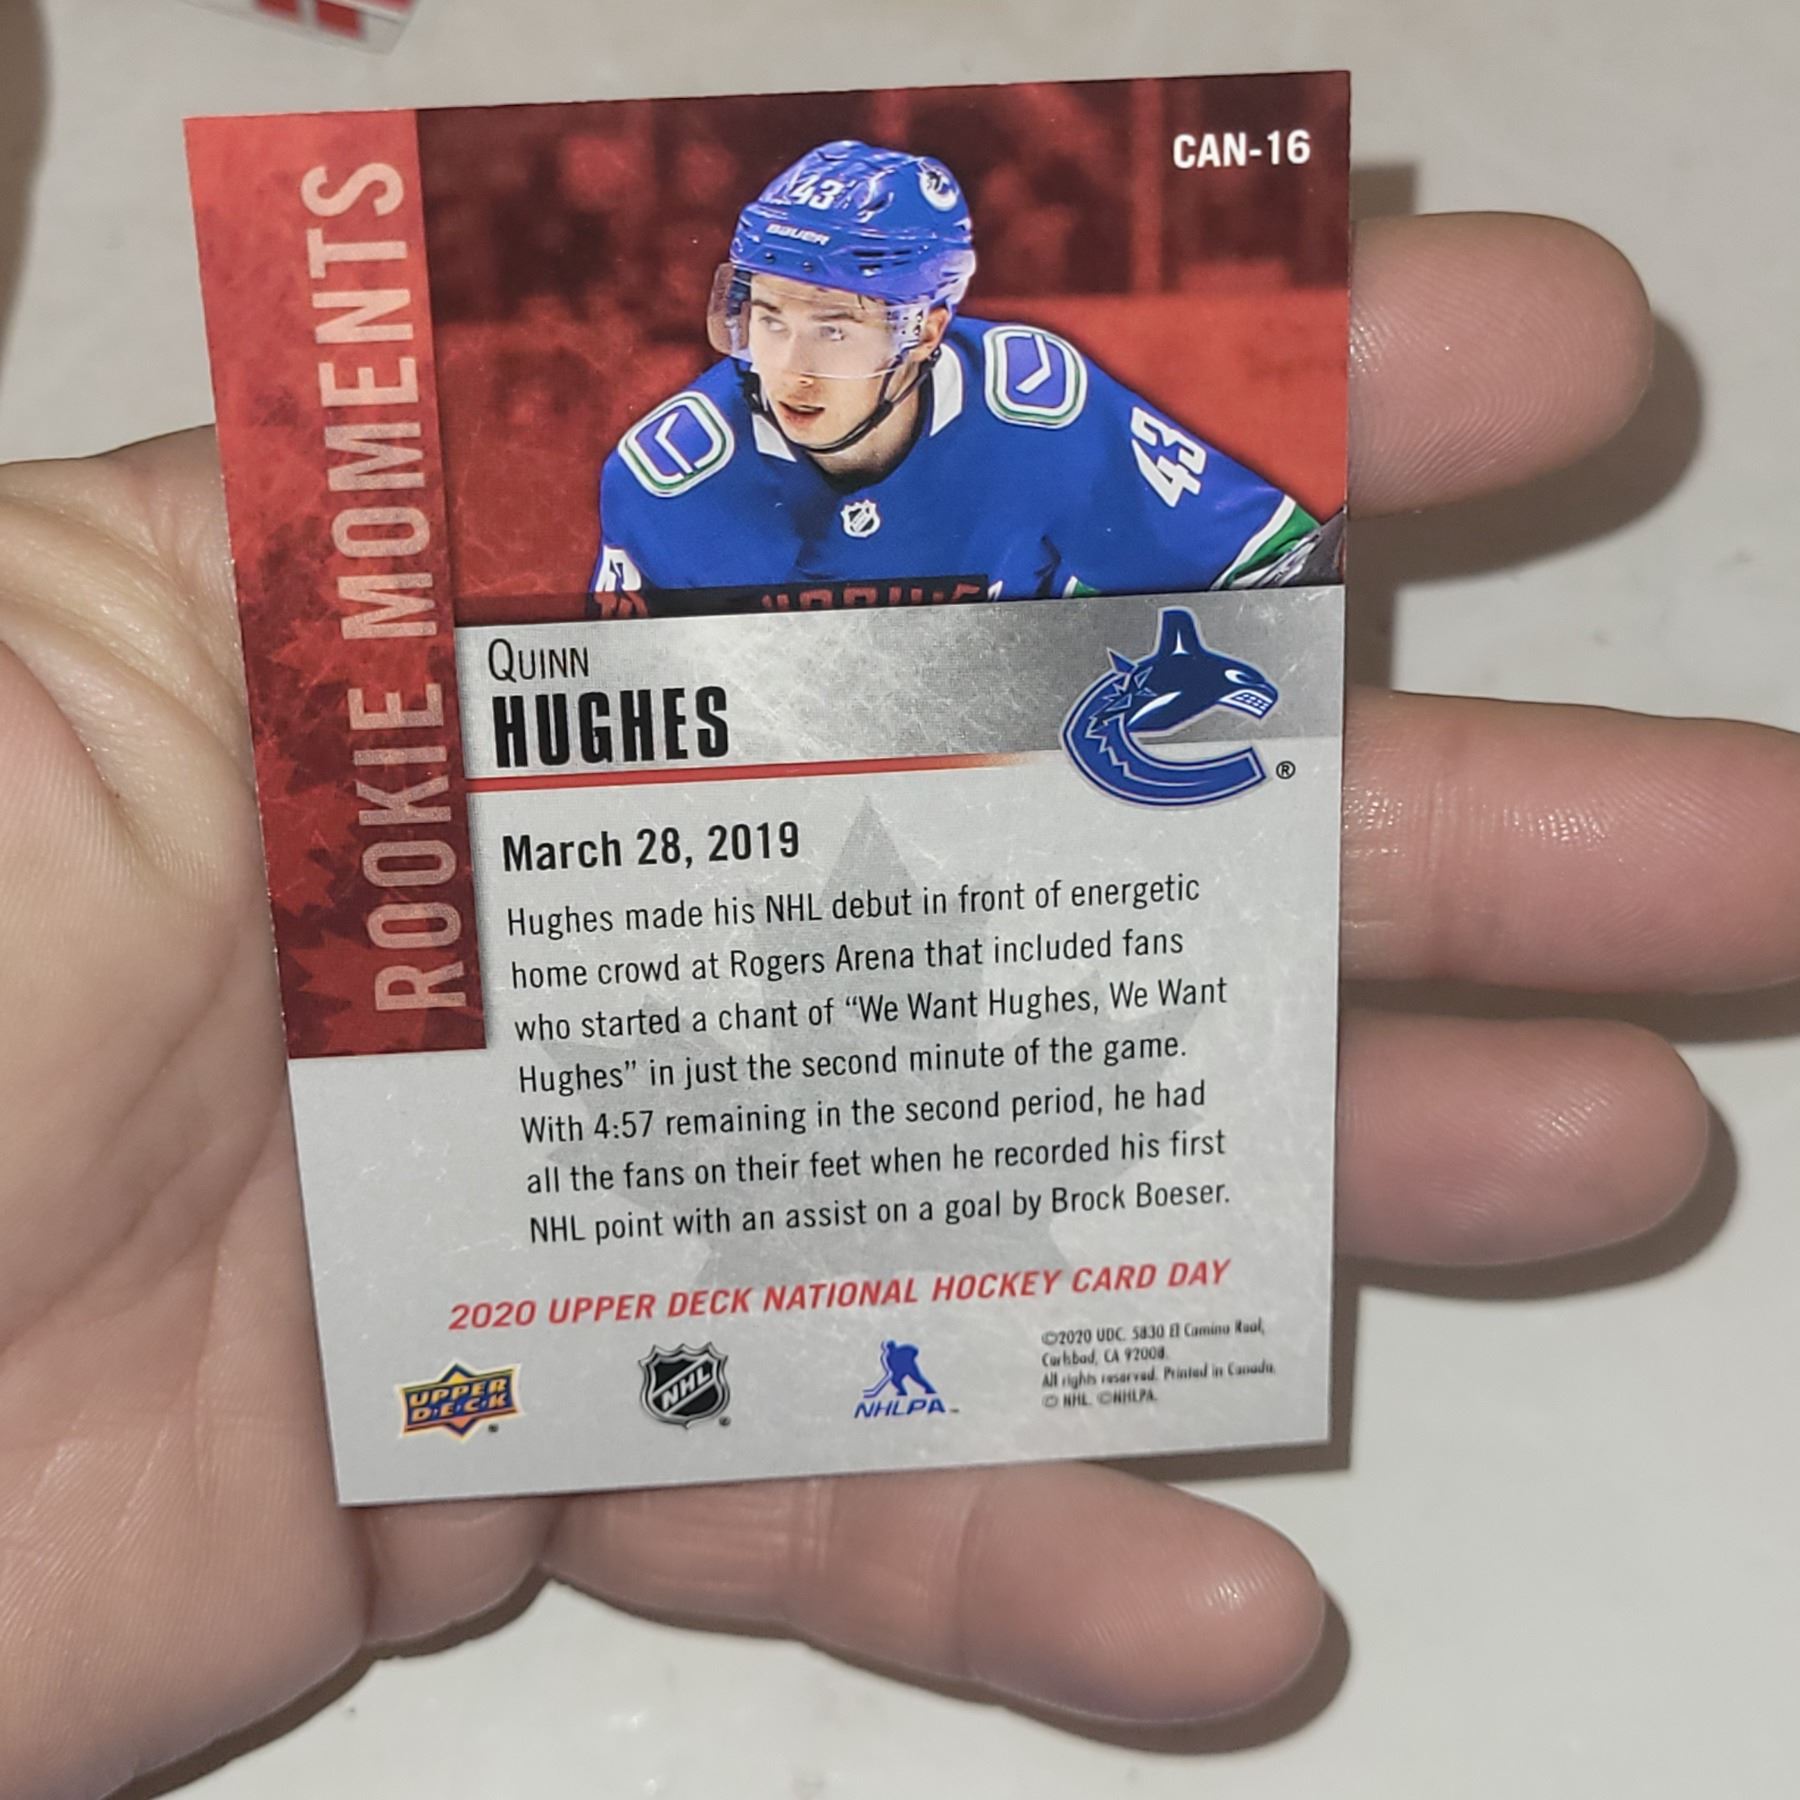 CAN-16
ROOKIE MOMENTS
43
BAUER
43
QUINN
HUGHES
®
March 28, 2019
Hughes made his NHL debut in front of energetic
home crowd at Rogers Arena that included fans
who started a chant of “We Want Hughes, We Want
Hughes” in just the second minute of the game.
With 4:57 remaining in the second period, he had
all the fans on their feet when he recorded his first
NHL point with an assist on a goal by Brock Boeser.
2020 UPPER DECK NATIONAL HOCKEY CARD DAY
UPPER
DECK
NHL
NHLPA
©2020 UDC. 5830 El Camino Real,
Carlsbad, CA 92008.
All rights reserved. Printed in Canada.
© NHL. ©NHLPA.